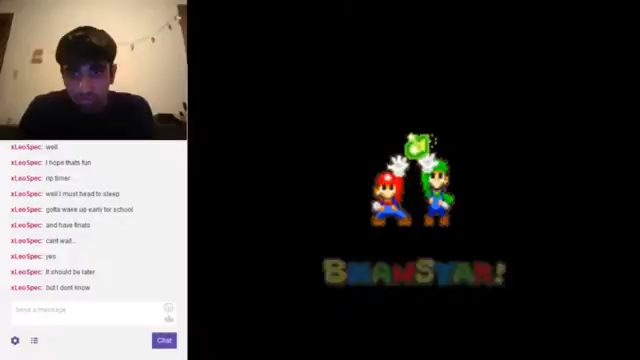 xLeoSpec: well
xLeoSpec: I hope thats fun
xLeoSpec: rip timer
xLeoSpec: well I must head to sleep
xLeoSpec: gotta wake up early for school
xLeoSpec: and have finals
xLeoSpec: cant wait...
xLeoSpec: yes
xLeoSpec: It should be later
xLeoSpec: but I dont know
Send a message
Chat
BEANSTAR!